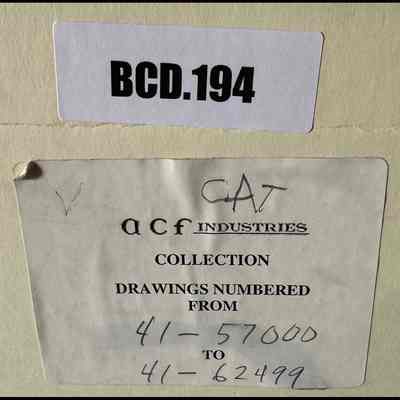 BCD.194
V CAT
acf INDUSTRIES
COLLECTION
DRAWINGS NUMBERED
FROM
41-57000
TO
41-62499